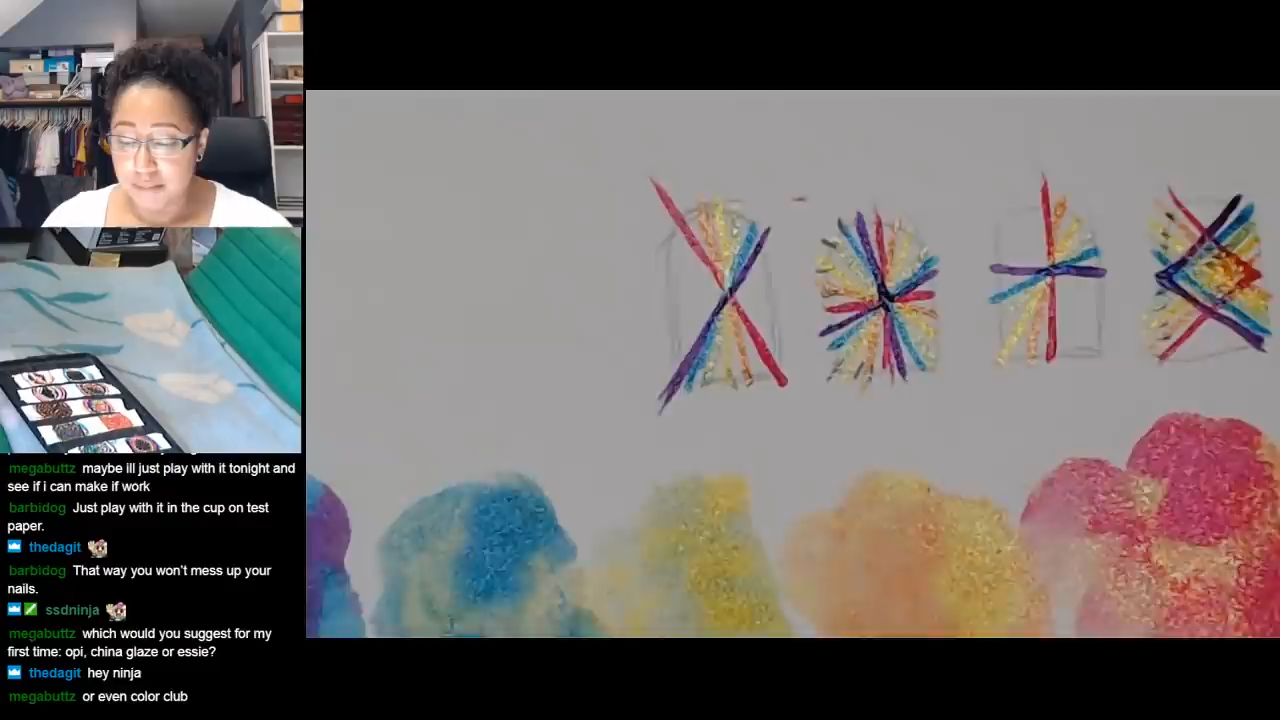 megabuttz maybe ill just play with it tonight and
see if i can make if work
barbidog Just play with it in the cup on test
paper.
thedagit
barbidog That way you won't mess up your
nails.
ssdninja
megabuttz which would you suggest for my
first time: opi, china glaze or essie?
thedagit hey ninja
megabuttz or even color club